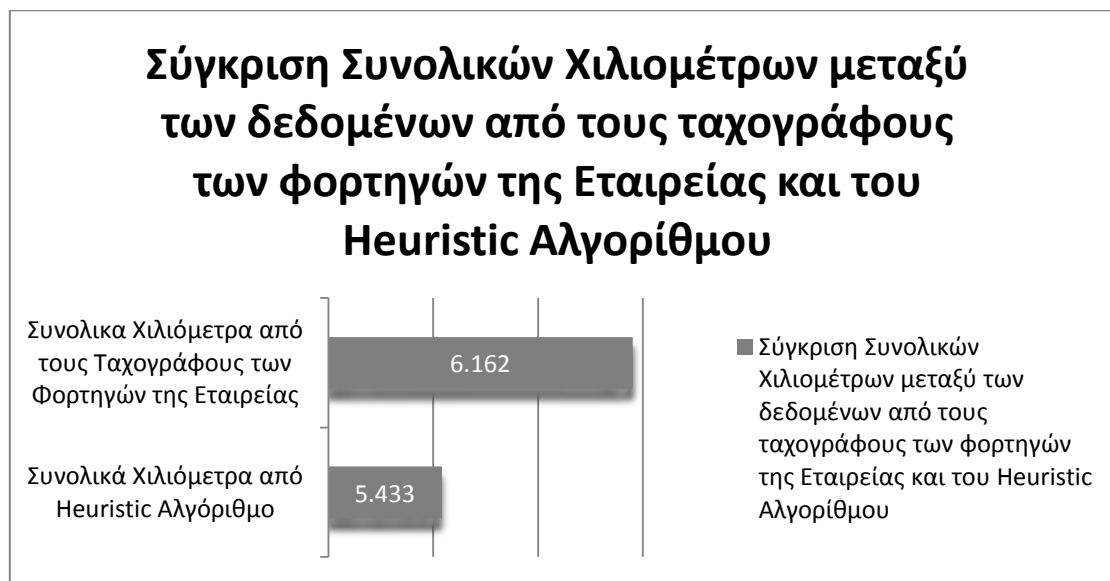 Σύγκριση Συνολικών Χιλιομέτρων μεταξύ
των δεδομένων από τους ταχογράφους
των φορτηγών της Εταιρείας και του
Heuristic Αλγορίθμου
Συνολικα Χιλιόμετρα από
τους Ταχογράφους των
Φορτηγών της Εταιρείας
6.162
Συνολικά Χιλιόμετρα από
Heuristic Αλγόριθμο
5.433
Σύγκριση Συνολικών
Χιλιομέτρων μεταξύ των
δεδομένων από τους
ταχογράφους των φορτηγών
της Εταιρείας και του Heuristic
Αλγορίθμου